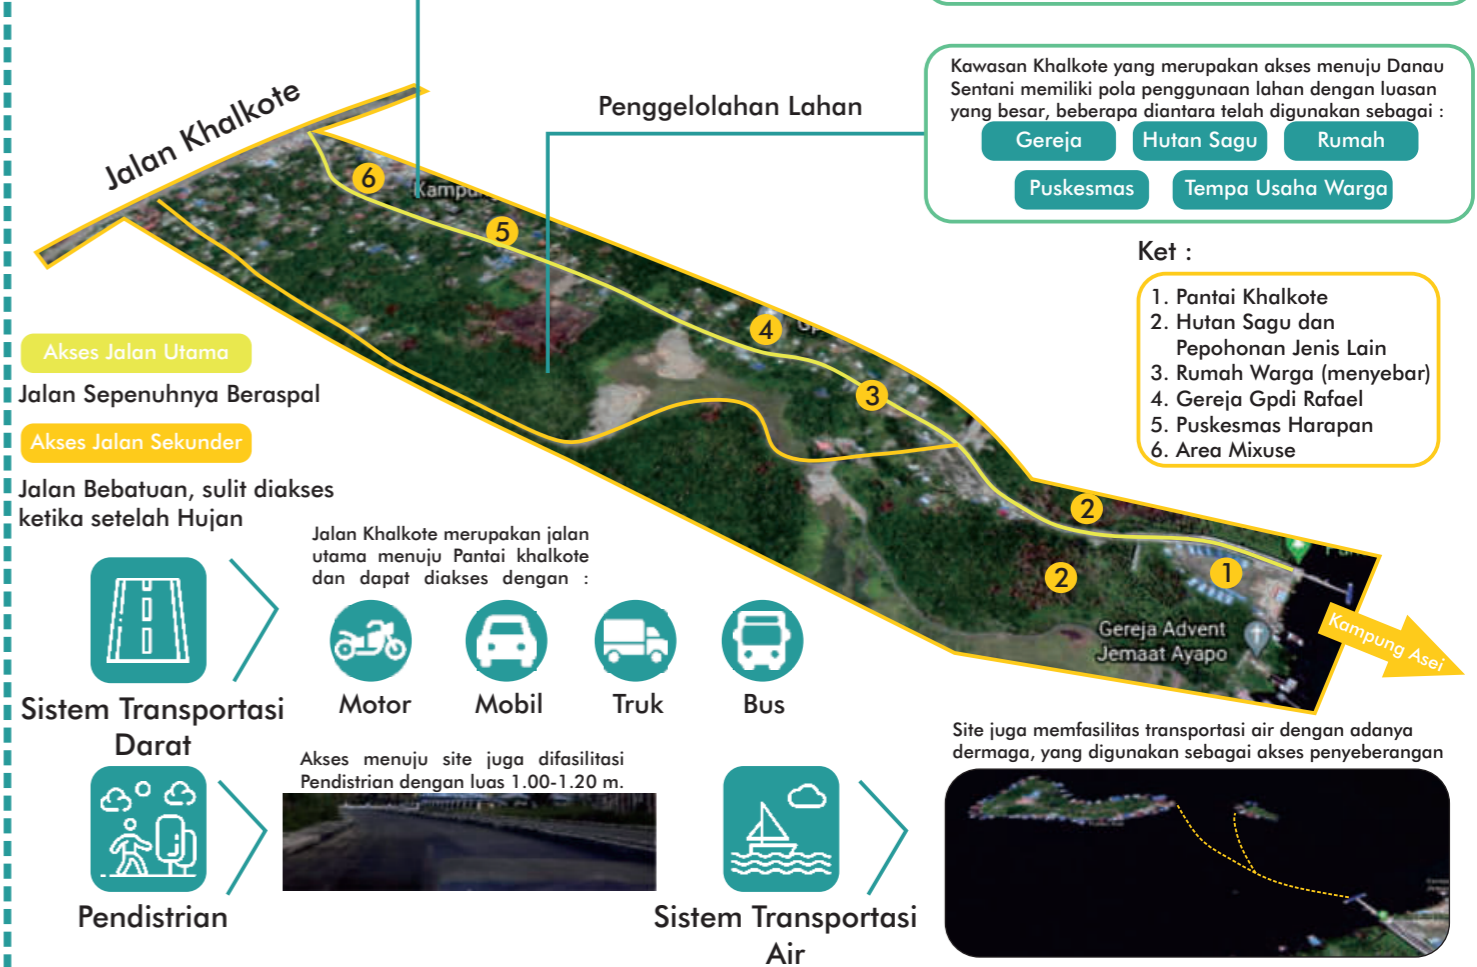 Kawasan Khalkote yang merupakan akses menuju Danau
Sentani memiliki pola penggunaan lahan dengan luasan
yang besar, beberapa diantara telah digunakan sebagai :
Gereja
Hutan Sagu
Rumah
Puskesmas
Tempa Usaha Warga
Penggelolahan Lahan
Jalan Khalkote
6
5
4
3
2
2
1
Gereja Advent
Jemaat Ayapo
Kampung Asei
Ket :
1. Pantai Khalkote
2. Hutan Sagu dan
Pepohonan Jenis Lain
3. Rumah Warga (menyebar)
4. Gereja Gpdi Rafael
5. Puskesmas Harapan
6. Area Mixuse
Akses Jalan Utama
Jalan Sepenuhnya Beraspal
Akses Jalan Sekunder
Jalan Bebatuan, sulit diakses
ketika setelah Hujan
Sistem Transportasi
Darat
Jalan Khalkote merupakan jalan
utama menuju Pantai khalkote
dan dapat diakses dengan :
Motor
Mobil
Truk
Bus
Pendistrian
Akses menuju site juga difasilitasi
Pendistrian dengan luas 1.00-1.20 m.
Sistem Transportasi
Air
Site juga memfasilitas transportasi air dengan adanya
dermaga, yang digunakan sebagai akses penyeberangan